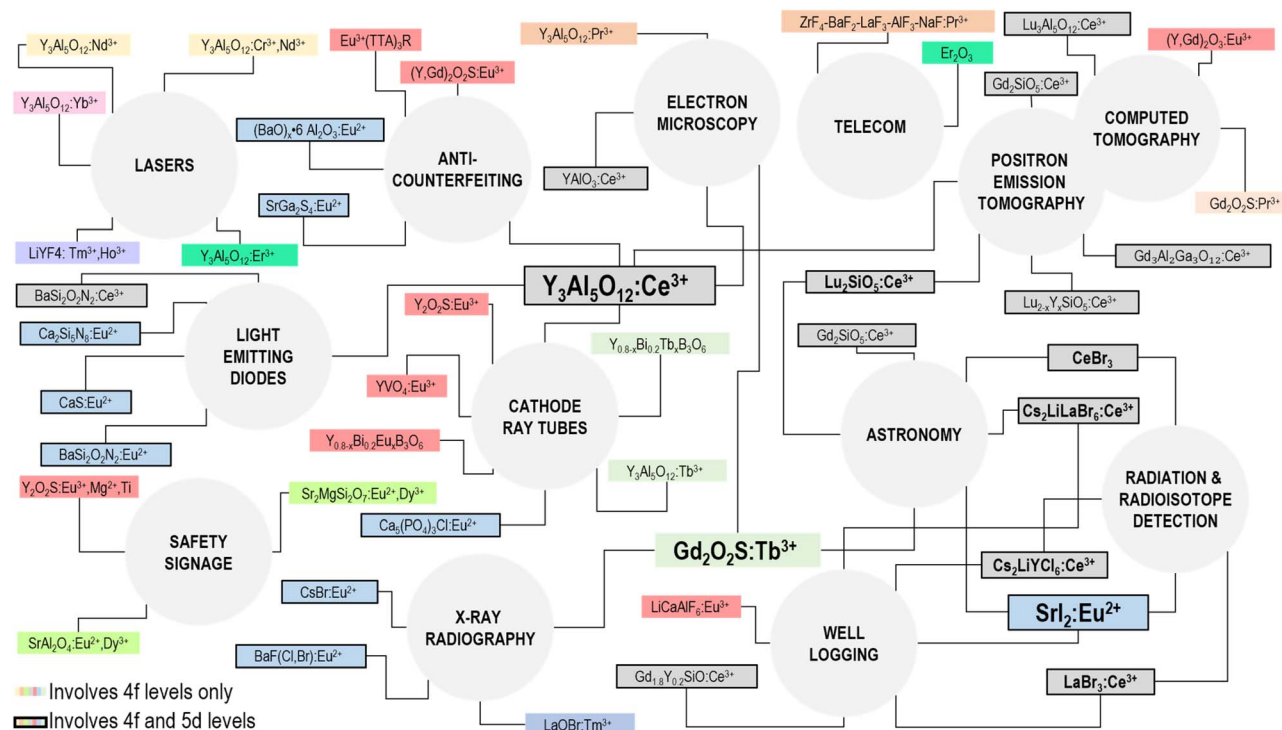 Y₃Al₅O₁₂:Nd³⁺
Y₃Al₅O₁₂:Cr³⁺,Nd³⁺
Y₃Al₅O₁₂:Yb³⁺
LASERS
LiYF4: Tm³⁺,Ho³⁺
Y₃Al₅O₁₂:Er³⁺
Eu³⁺(TTA)₃R
(Y,Gd)₂O₂S:Eu³⁺
(BaO)ₓ•6 Al₂O₃:Eu²⁺
ANTI-
COUNTERFEITING
SrGa₂S₄:Eu²⁺
Y₃Al₅O₁₂:Pr³⁺
ELECTRON
MICROSCOPY
YAlO₃:Ce³⁺
ZrF₄-BaF₂-LaF₃-AlF₃-NaF:Pr³⁺
Er₂O₃
TELECOM
Lu₃Al₅O₁₂:Ce³⁺
(Y,Gd)₂O₃:Eu³⁺
Gd₂SiO₅:Ce³⁺
COMPUTED
TOMOGRAPHY
POSITRON
EMISSION
TOMOGRAPHY
Gd₂O₂S:Pr³⁺
Gd₃Al₂Ga₃O₁₂:Ce³⁺
Lu₂SiO₅:Ce³⁺
Lu₂₋ₓYₓSiO₅:Ce³⁺
Y₃Al₅O₁₂:Ce³⁺
BaSi₂O₂N₂:Ce³⁺
Ca₂Si₅N₈:Eu²⁺
LIGHT
EMITTING
DIODES
CaS:Eu²⁺
BaSi₂O₂N₂:Eu²⁺
Y₂O₂S:Eu³⁺
Y₀.₈₋ₓBi₀.₂TbₓB₃O₆
YVO₄:Eu³⁺
CATHODE
RAY TUBES
Y₀.₈₋ₓBi₀.₂EuₓB₃O₆
Y₃Al₅O₁₂:Tb³⁺
Ca₅(PO₄)₃Cl:Eu²⁺
Gd₂SiO₅:Ce³⁺
CeBr₃
Cs₂LiLaBr₆:Ce³⁺
ASTRONOMY
RADIATION &
RADIOISOTOPE
DETECTION
Y₂O₂S:Eu³⁺,Mg²⁺,Ti
Sr₂MgSi₂O₇:Eu²⁺,Dy³⁺
SAFETY
SIGNAGE
SrAl₂O₄:Eu²⁺,Dy³⁺
Gd₂O₂S:Tb³⁺
Cs₂LiYCl₆:Ce³⁺
CsBr:Eu²⁺
X-RAY
RADIOGRAPHY
BaF(Cl,Br):Eu²⁺
LaOBr:Tm³⁺
LiCaAlF₆:Eu³⁺
SrI₂:Eu²⁺
WELL
LOGGING
Gd₁.₈Y₀.₂SiO:Ce³⁺
LaBr₃:Ce³⁺
Involves 4f levels only
Involves 4f and 5d levels